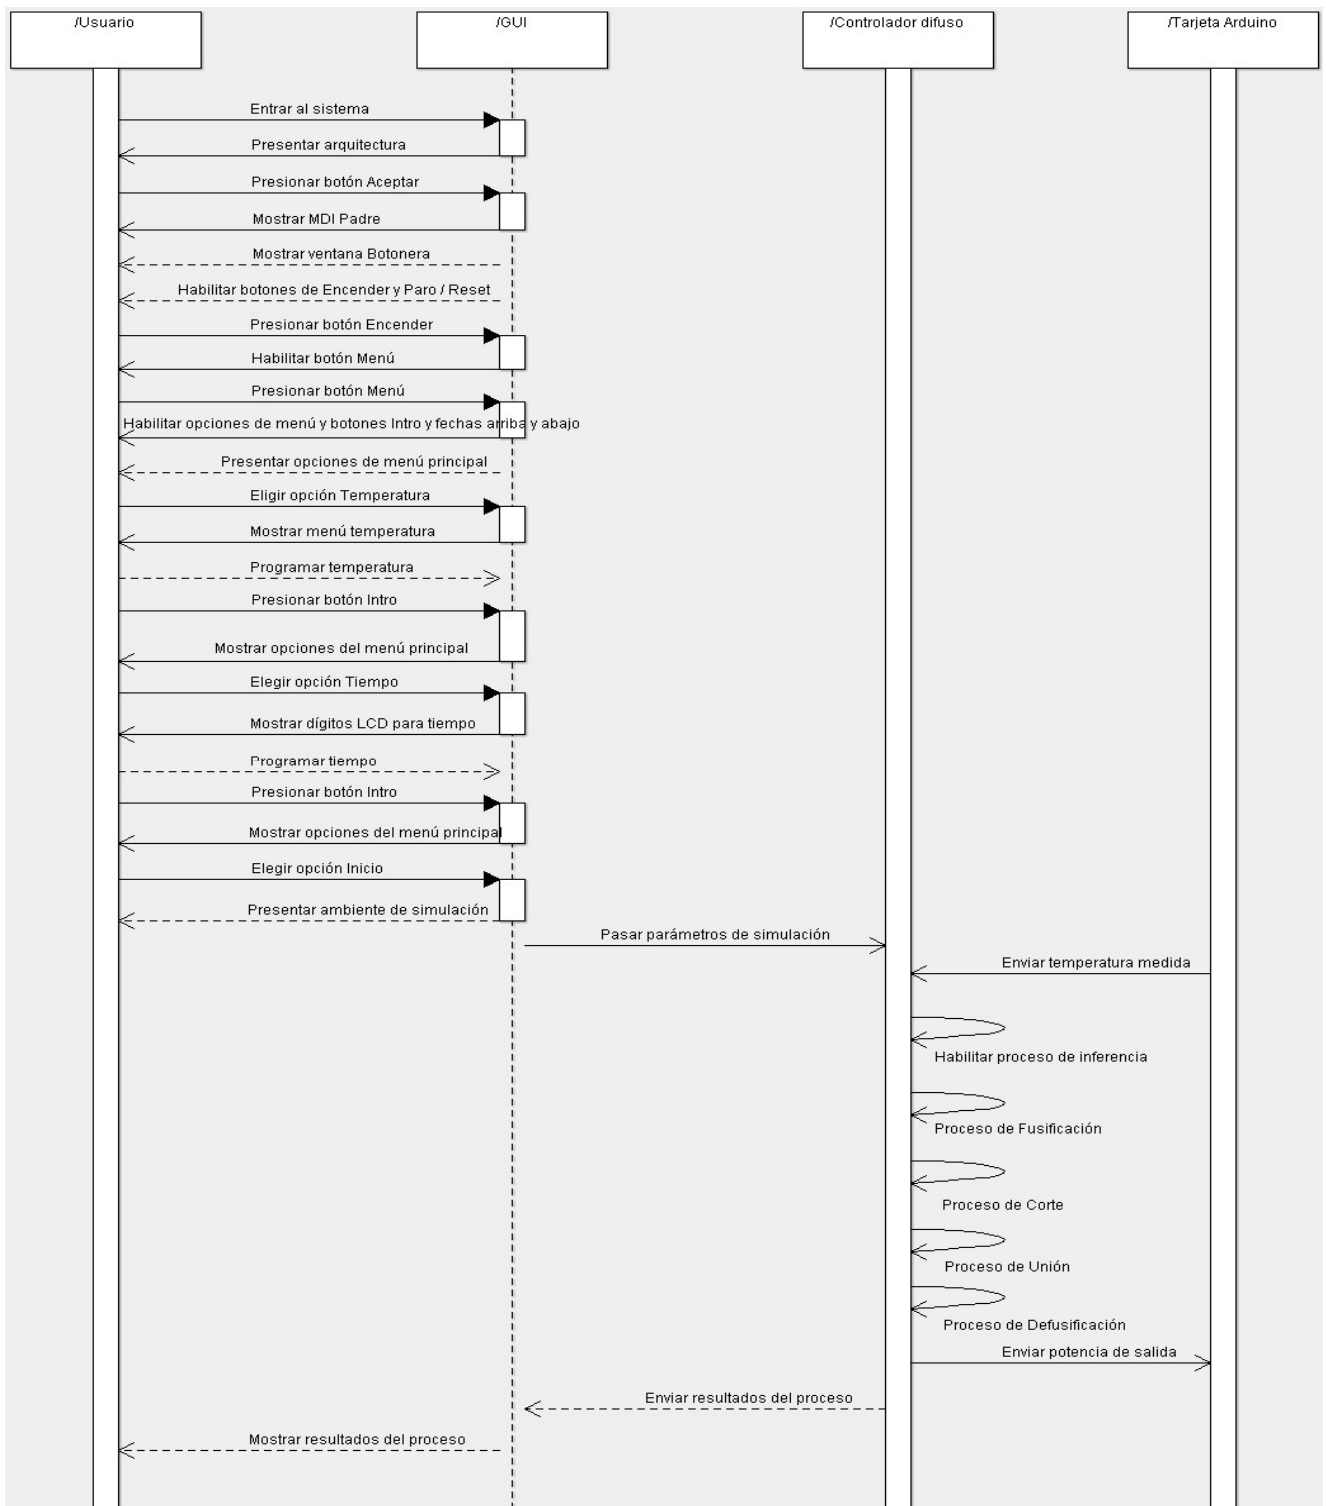 /Usuario
/GUI
/Controlador difuso
/Tarjeta Arduino
Entrar al sistema
Presentar arquitectura
Presionar botón Aceptar
Mostrar MDI Padre
Mostrar ventana Botonera
Habilitar botones de Encender y Paro / Reset
Presionar botón Encender
Habilitar botón Menú
Presionar botón Menú
Habilitar opciones de menú y botones Intro y fechas arriba y abajo
Presentar opciones de menú principal
Eligir opción Temperatura
Mostrar menú temperatura
Programar temperatura
Presionar botón Intro
Mostrar opciones del menú principal
Elegir opción Tiempo
Mostrar dígitos LCD para tiempo
Programar tiempo
Presionar botón Intro
Mostrar opciones del menú principal
Elegir opción Inicio
Presentar ambiente de simulación
Pasar parámetros de simulación
Enviar temperatura medida
Habilitar proceso de inferencia
Proceso de Fusificación
Proceso de Corte
Proceso de Unión
Proceso de Defusificación
Enviar potencia de salida
Enviar resultados del proceso
Mostrar resultados del proceso